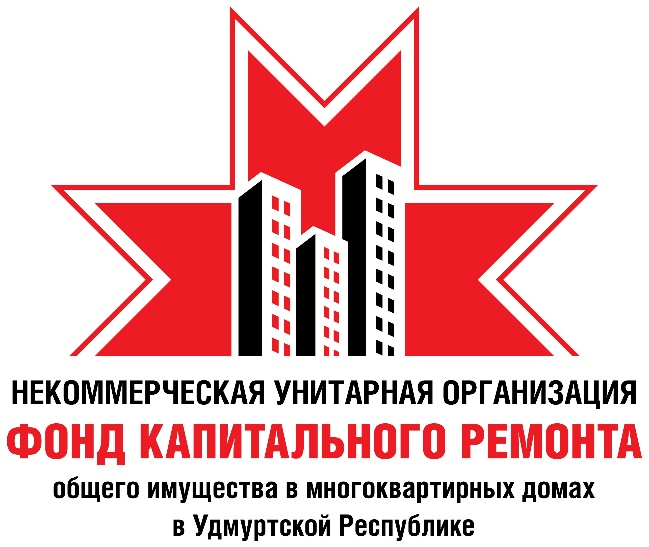 НЕКОММЕРЧЕСКАЯ УНИТАРНАЯ ОРГАНИЗАЦИЯ
ФОНД КАПИТАЛЬНОГО РЕМОНТА
общего имущества в многоквартирных домах
в Удмуртской Республике